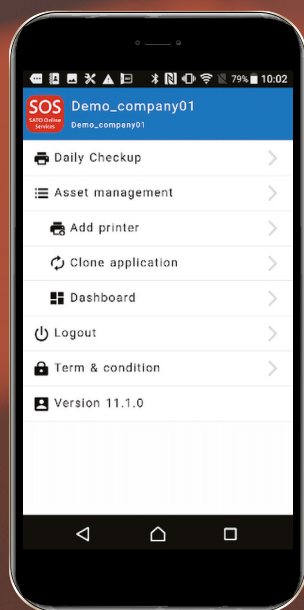 79% 10:02
SOS
SATO Online
Services
Demo_company01
Demo_company01
Daily Checkup
Asset management
Add printer
Clone application
Dashboard
Logout
Term & condition
Version 11.1.0